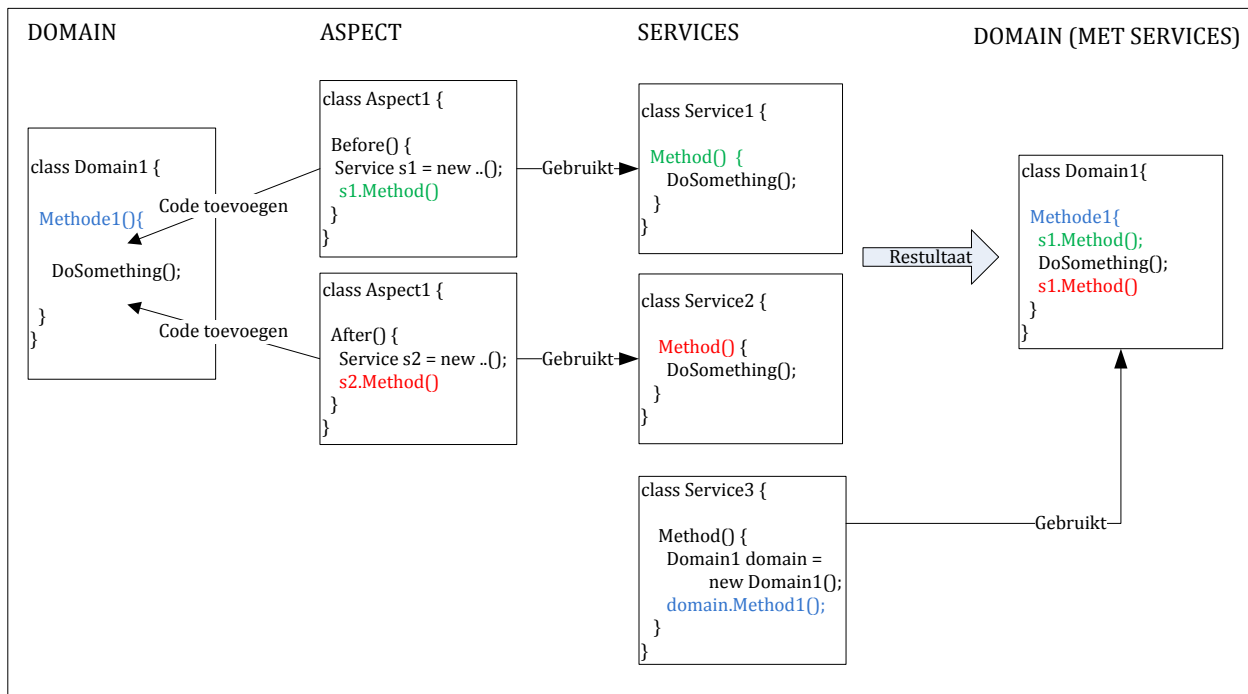 DOMAIN
ASPECT
SERVICES
DOMAIN (MET SERVICES)
class Domain1 {
Methode1(){
DoSomething();
}
}
Code toevoegen
Code toevoegen
class Aspect1 {
Before() {
Service s1 = new ..();
s1.Method()
}
}
class Aspect1 {
After() {
Service s2 = new ..();
s2.Method()
}
}
Gebruikt
Gebruikt
class Service1 {
Method() {
DoSomething();
}
}
class Service2 {
Method() {
DoSomething();
}
}
class Service3 {
Method() {
Domain1 domain =
new Domain1();
domain.Method1();
}
}
Restultaat
Gebruikt
class Domain1{
Methode1{
s1.Method();
DoSomething();
s1.Method()
}
}